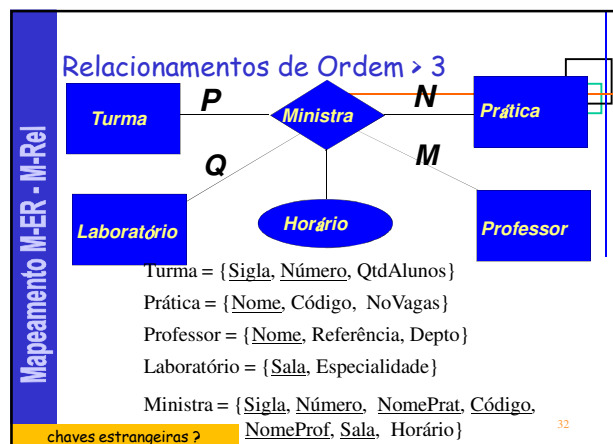 Relacionamentos de Ordem > 3
Mapeamento M-ER - M-Rel
Turma
P
Ministra
N
Prática
Q
M
Laboratório
Horário
Professor
Turma = {Sigla, Número, QtdAlunos}
Prática = {Nome, Código, NoVagas}
Professor = {Nome, Referência, Depto}
Laboratório = {Sala, Especialidade}
Ministra = {Sigla, Número, NomePrat, Código,
NomeProf, Sala, Horário}
chaves estrangeiras ?
32